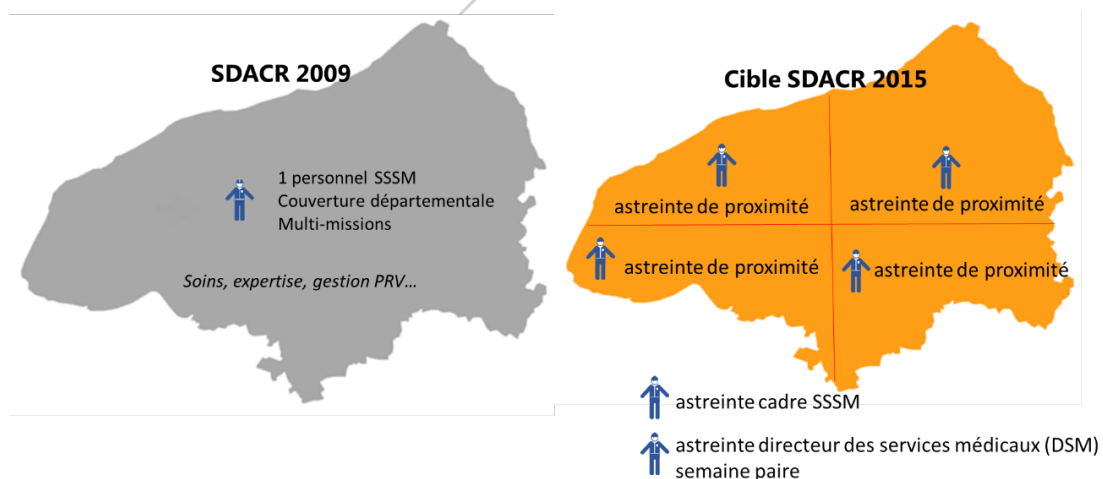 SDACR 2009
1 personnel SSSM
Couverture départementale
Multi-missions
Soins, expertise, gestion PRV...
Cible SDACR 2015
astreinte de proximité
astreinte de proximité
astreinte de proximité
astreinte de proximité
astreinte cadre SSSM
astreinte directeur des services médicaux (DSM)
semaine paire